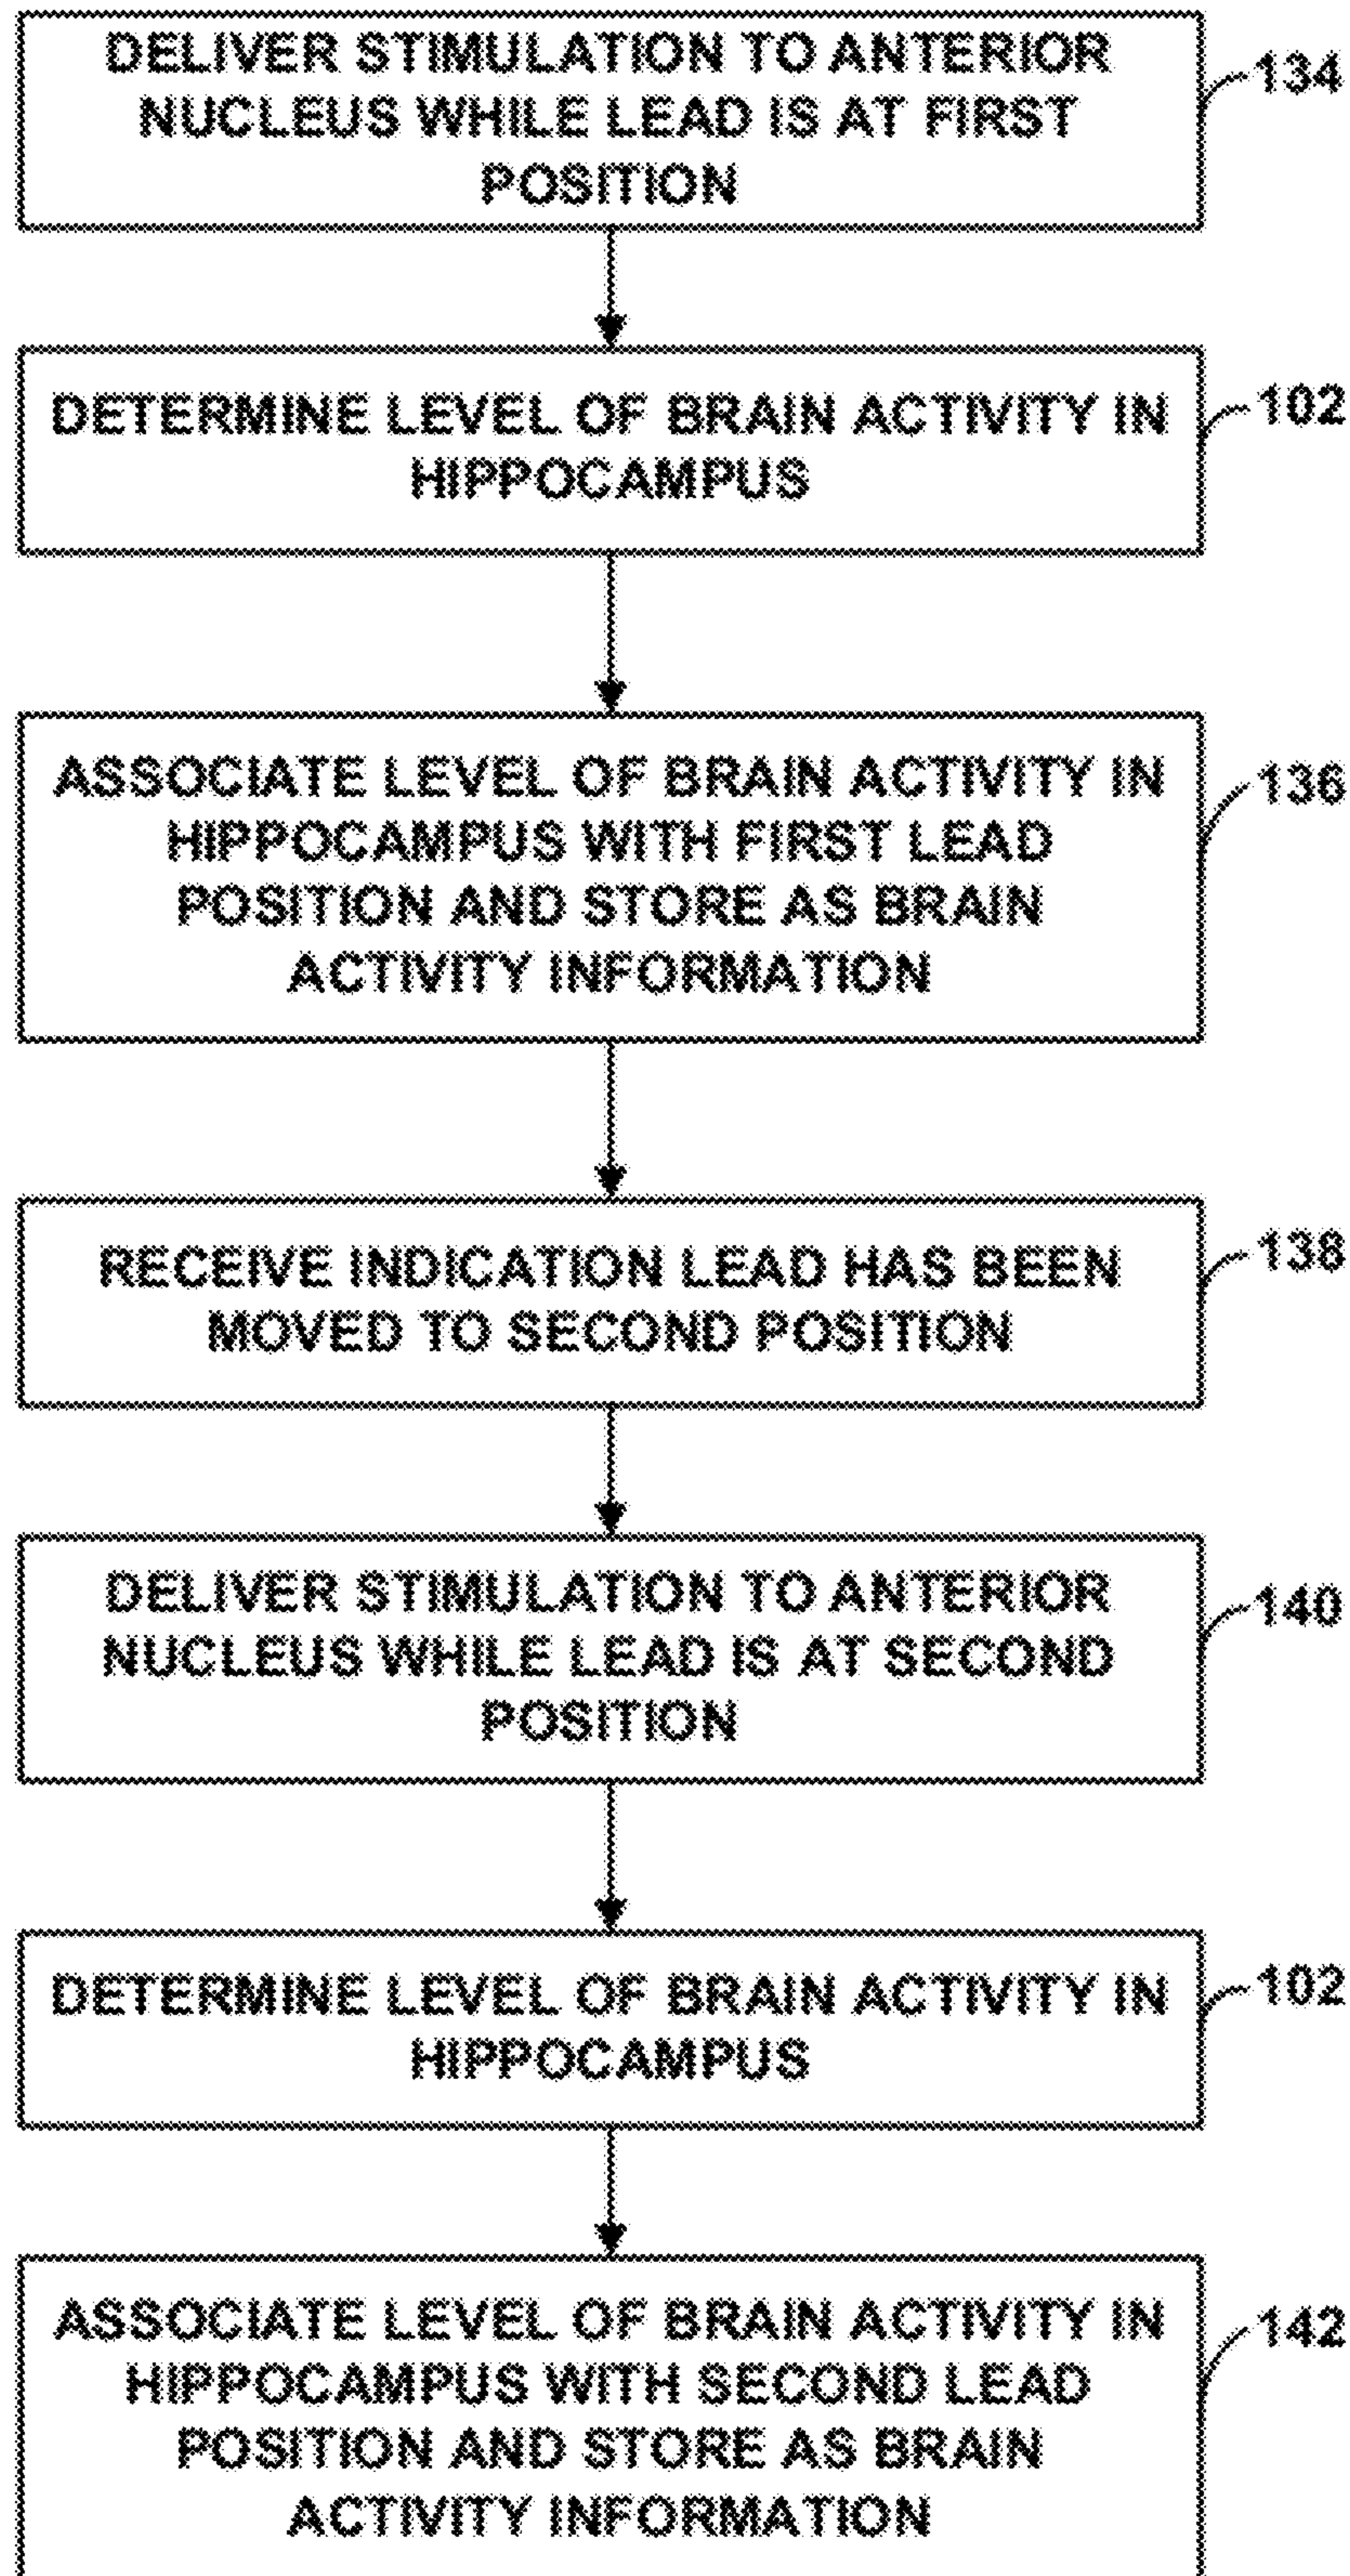 DELIVER STIMULATION TO ANTERIOR
NUCLEUS WHILE LEAD IS AT FIRST
POSITION
134
DETERMINE LEVEL OF BRAIN ACTIVITY IN
HIPPOCAMPUS
102
ASSOCIATE LEVEL OF BRAIN ACTIVITY IN
HIPPOCAMPUS WITH FIRST LEAD
POSITION AND STORE AS BRAIN
ACTIVITY INFORMATION
136
RECEIVE INDICATION LEAD HAS BEEN
MOVED TO SECOND POSITION
138
DELIVER STIMULATION TO ANTERIOR
NUCLEUS WHILE LEAD IS AT SECOND
POSITION
140
DETERMINE LEVEL OF BRAIN ACTIVITY IN
HIPPOCAMPUS
102
ASSOCIATE LEVEL OF BRAIN ACTIVITY IN
HIPPOCAMPUS WITH SECOND LEAD
POSITION AND STORE AS BRAIN
ACTIVITY INFORMATION
142